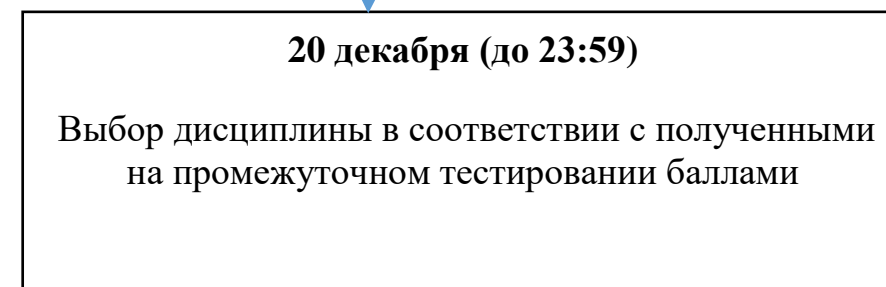 20 декабря (до 23:59)
Выбор дисциплины в соответствии с полученными
на промежуточном тестировании баллами